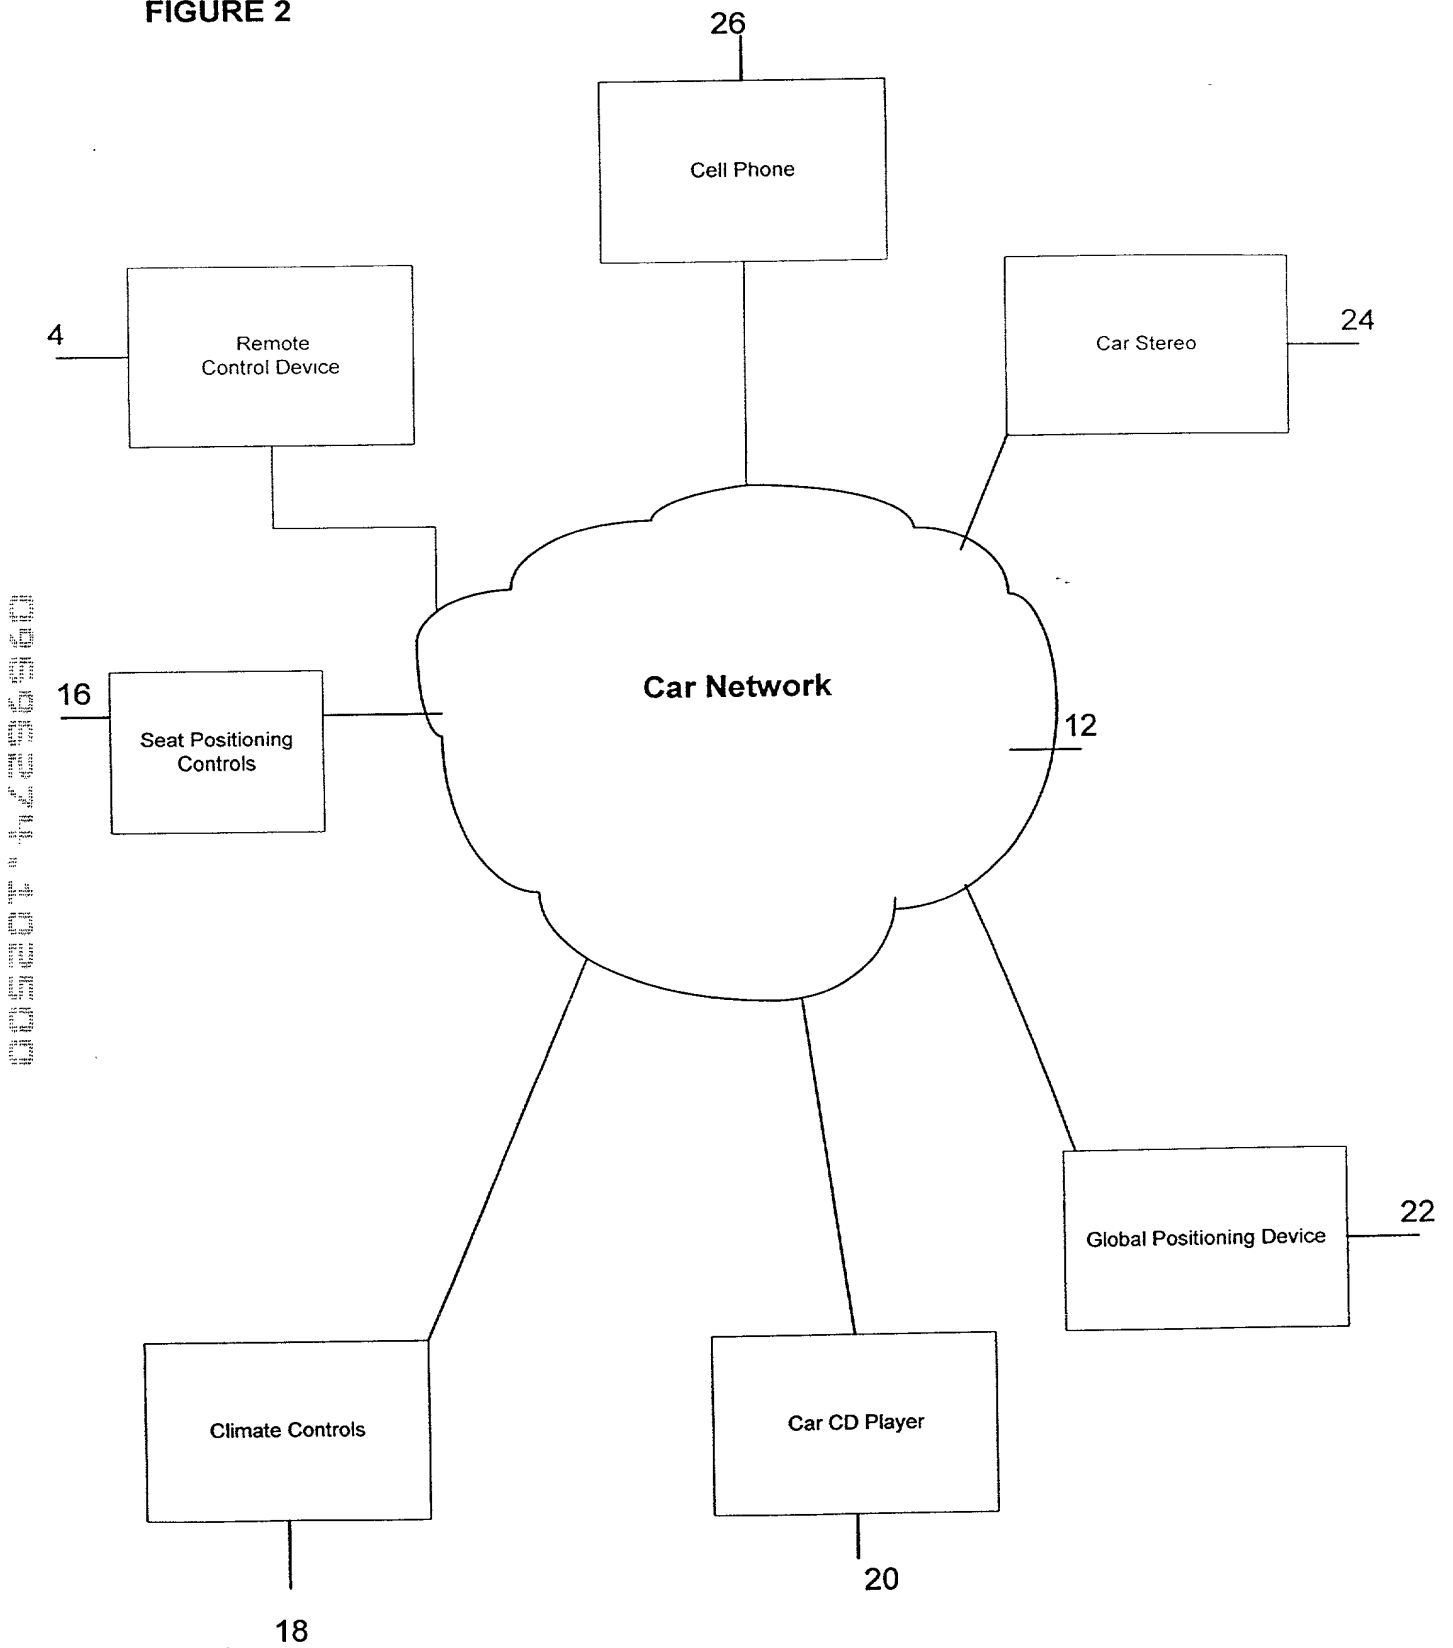 FIGURE 2
26
Cell Phone
4
Remote
Control Device
Car Stereo
24
Car Network
16
Seat Positioning
Controls
12
Global Positioning Device
22
Climate Controls
18
Car CD Player
20